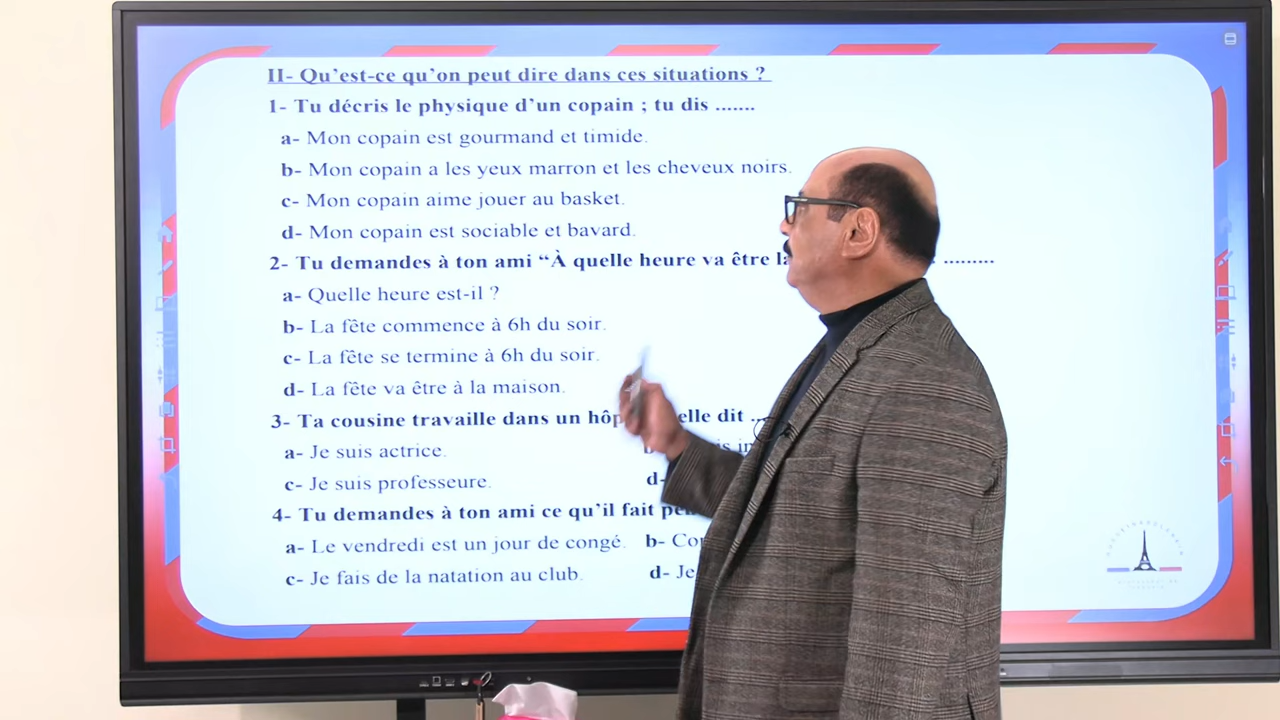 II- Qu’est-ce qu’on peut dire dans ces situations ?
1- Tu décris le physique d’un copain ; tu dis .......
a- Mon copain est gourmand et timide.
b- Mon copain a les yeux marron et les cheveux noirs.
c- Mon copain aime jouer au basket.
d- Mon copain est sociable et bavard.
2- Tu demandes à ton ami “À quelle heure va être .........
a- Quelle heure est-il ?
b- La fête commence à 6h du soir.
c- La fête se termine à 6h du soir.
d- La fête va être à la maison.
3- Ta cousine travaille dans un elle dit ..
a- Je suis actrice.
c- Je suis professeure. d-
4- Tu demandes à ton ami ce qu’il fait
a- Le vendredi est un jour de congé. b-
c- Je fais de la natation au club. d- Je